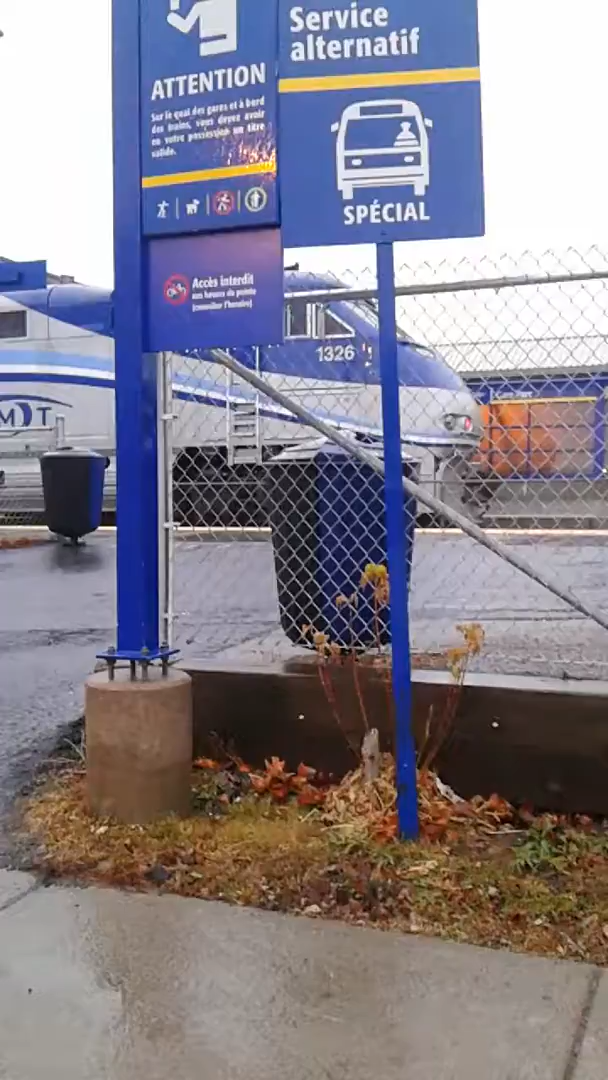 Service
alternatif
ATTENTION
Sur le quai des gares et à bord
des trains, vous devez avoir
en votre possession un titre
valide.
SPÉCIAL
Accès interdit
aux heures de pointe
(consulter l'horaire)
1326